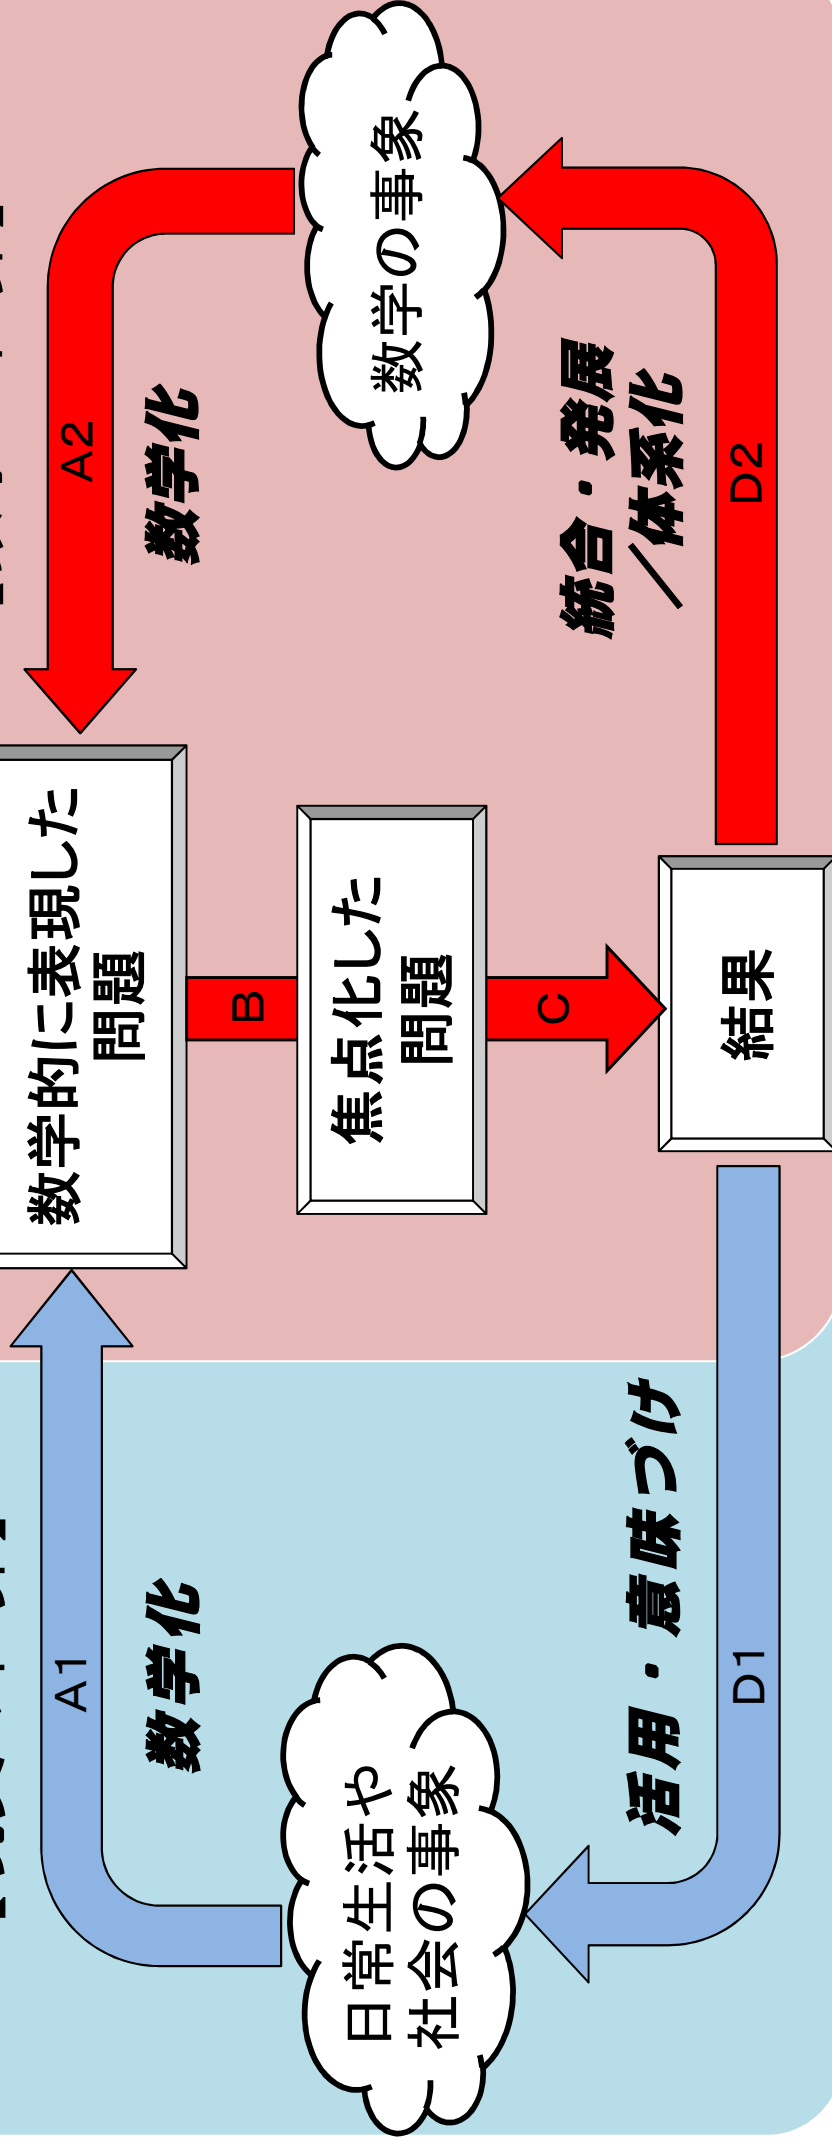 A1
数学化
A2
数学化
数学的に表現した
問題
B
日常生活や
社会の事象
焦点化した
問題
数学の事象
C
活用・意味づけ
D1
統合・発展
／体系化
D2
結果